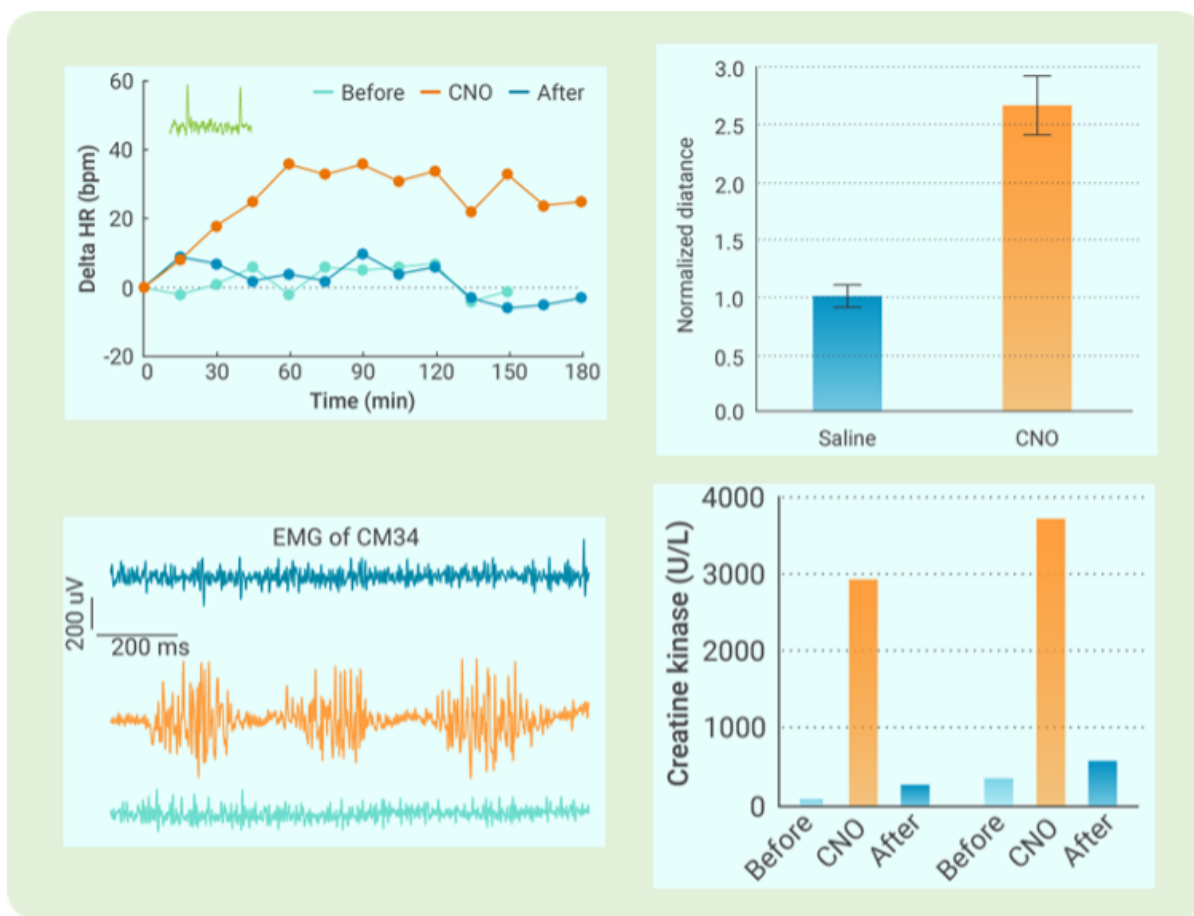 Before CNO After
60
40
20
0
-20
Delta HR (bpm)
0 30 60 90 120 150 180
Time (min)
3.0
2.5
2.0
1.5
1.0
0.5
0.0
Normalized diatance
Saline CNO
EMG of CM34
200 uV
200 ms
4000
3000
2000
1000
0
Creatine kinase (U/L)
Before CNO After Before CNO After